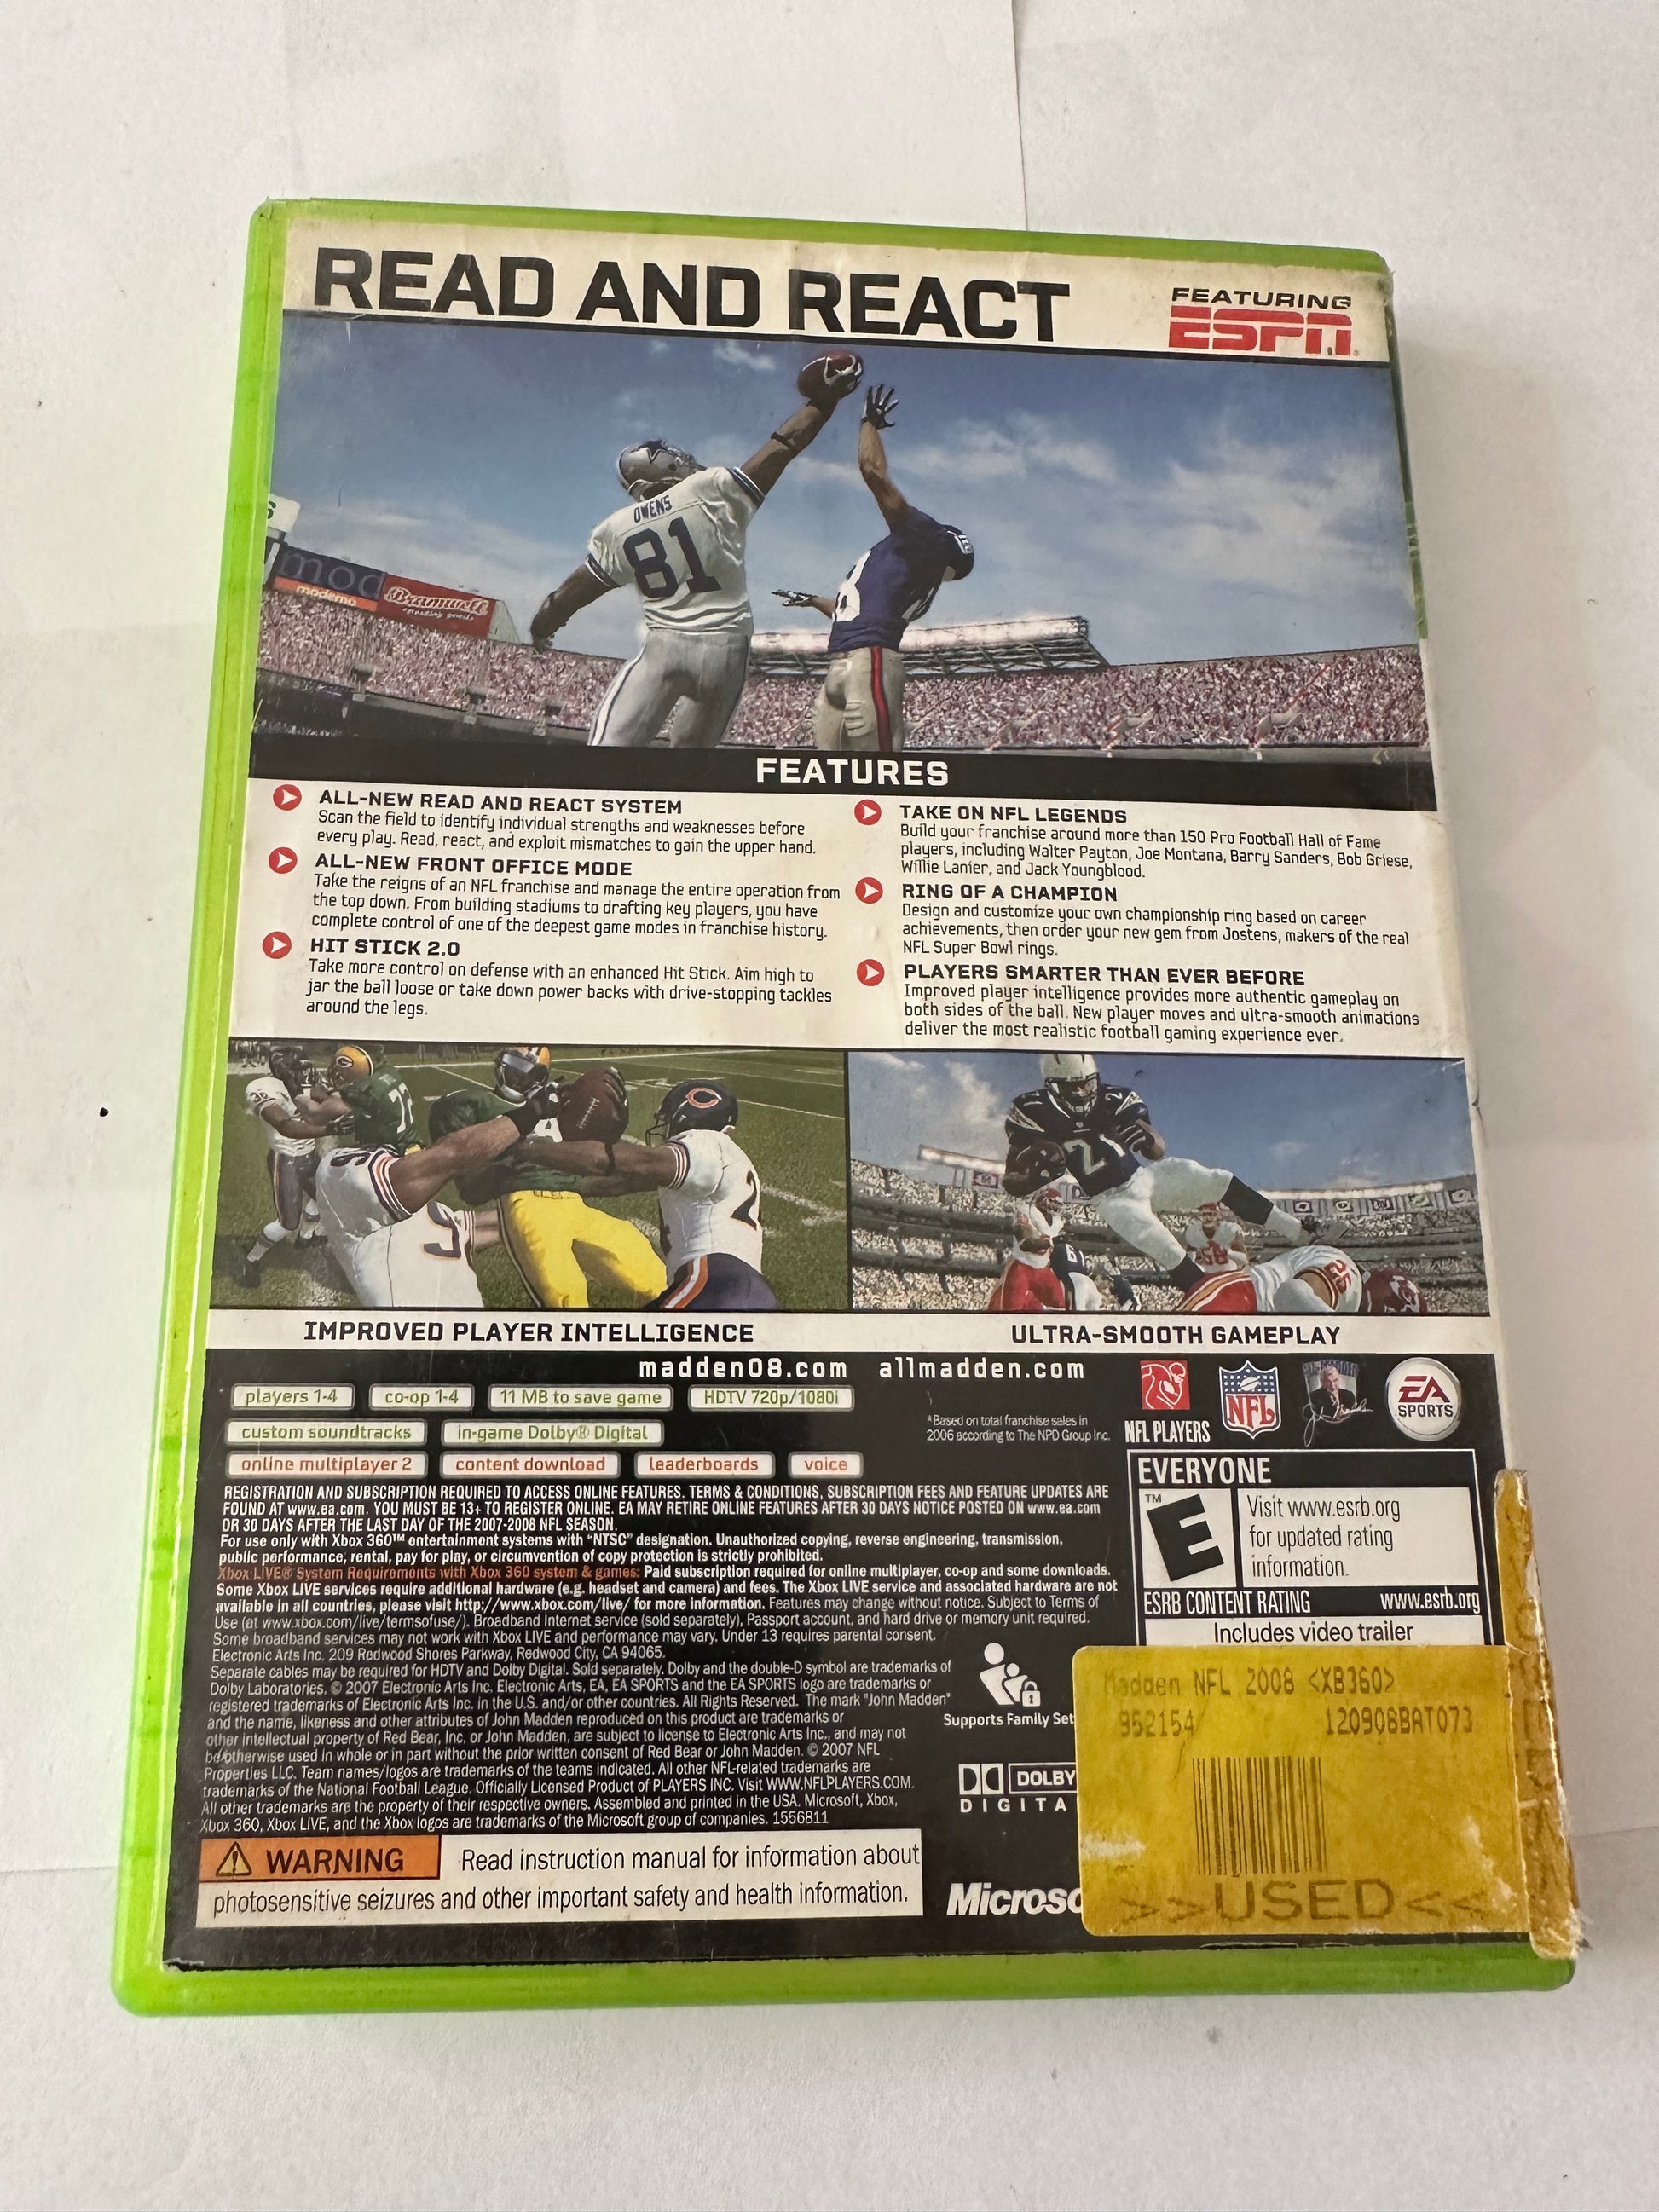 READ AND REACT
FEATURING
ESPN
OWENS
81
mod
modemo
Bramwell
FEATURES
ALL-NEW READ AND REACT SYSTEM
Scan the field to identify individual strengths and weaknesses before
every play. Read, react, and exploit mismatches to gain the upper hand.
ALL-NEW FRONT OFFICE MODE
Take the reigns of an NFL franchise and manage the entire operation from
the top down. From building stadiums to drafting key players, you have
complete control of one of the deepest game modes in franchise history.
HIT STICK 2.0
Take more control on defense with an enhanced Hit Stick. Aim high to
jar the ball loose or take down power backs with drive-stopping tackles
around the legs.
TAKE ON NFL LEGENDS
Build your franchise around more than 150 Pro Football Hall of Fame
players, including Walter Payton, Joe Montana, Barry Sanders, Bob Griese,
Willie Lanier, and Jack Youngblood.
RING OF A CHAMPION
Design and customize your own championship ring based on career
achievements, then order your new gem from Jostens, makers of the real
NFL Super Bowl rings.
PLAYERS SMARTER THAN EVER BEFORE
Improved player intelligence provides more authentic gameplay on
both sides of the ball. New player moves and ultra-smooth animations
deliver the most realistic football gaming experience ever.
36
72
2
21
61
58
25
IMPROVED PLAYER INTELLIGENCE
ULTRA-SMOOTH GAMEPLAY
madden08.com allmadden.com
players 1-4
co-op 1-4
11 MB to save game
HDTV 720p/1080i
custom soundtracks
in-game Dolby® Digital
online multiplayer 2
content download
leaderboards
voice
*Based on total franchise sales in
2006 according to The NPD Group Inc.
NFL PLAYERS
NFL
EA
SPORTS
REGISTRATION AND SUBSCRIPTION REQUIRED TO ACCESS ONLINE FEATURES. TERMS & CONDITIONS, SUBSCRIPTION FEES AND FEATURE UPDATES ARE
FOUND AT www.ea.com. YOU MUST BE 13+ TO REGISTER ONLINE. EA MAY RETIRE ONLINE FEATURES AFTER 30 DAYS NOTICE POSTED ON www.ea.com
OR 30 DAYS AFTER THE LAST DAY OF THE 2007-2008 NFL SEASON.
For use only with Xbox 360™ entertainment systems with "NTSC" designation. Unauthorized copying, reverse engineering, transmission,
public performance, rental, pay for play, or circumvention of copy protection is strictly prohibited.
Xbox LIVE® System Requirements with Xbox 360 system & games: Paid subscription required for online multiplayer, co-op and some downloads.
Some Xbox LIVE services require additional hardware (e.g. headset and camera) and fees. The Xbox LIVE service and associated hardware are not
available in all countries, please visit http://www.xbox.com/live/ for more information. Features may change without notice. Subject to Terms of
Use (at www.xbox.com/live/termsofuse/). Broadband Internet service (sold separately), Passport account, and hard drive or memory unit required.
Some broadband services may not work with Xbox LIVE and performance may vary. Under 13 requires parental consent.
Electronic Arts Inc. 209 Redwood Shores Parkway, Redwood City, CA 94065.
Separate cables may be required for HDTV and Dolby Digital. Sold separately. Dolby and the double-D symbol are trademarks of
Dolby Laboratories. © 2007 Electronic Arts Inc. Electronic Arts, EA, EA SPORTS and the EA SPORTS logo are trademarks or
registered trademarks of Electronic Arts Inc. in the U.S. and/or other countries. All Rights Reserved. The mark "John Madden"
and the name, likeness and other attributes of John Madden reproduced on this product are trademarks or
other intellectual property of Red Bear, Inc. or John Madden, are subject to license to Electronic Arts Inc., and may not
be otherwise used in whole or in part without the prior written consent of Red Bear or John Madden. © 2007 NFL
Properties LLC. Team names/logos are trademarks of the teams indicated. All other NFL-related trademarks are
trademarks of the National Football League. Officially Licensed Product of PLAYERS INC. Visit WWW.NFLPLAYERS.COM.
All other trademarks are the property of their respective owners. Assembled and printed in the USA. Microsoft, Xbox,
Xbox 360, Xbox LIVE, and the Xbox logos are trademarks of the Microsoft group of companies. 1556811
WARNING Read instruction manual for information about
photosensitive seizures and other important safety and health information.
EVERYONE
E
TM
Visit www.esrb.org
for updated rating
information.
ESRB CONTENT RATING www.esrb.org
Includes video trailer
Supports Family Set
DOLBY
DIGITA
Microso
Madden NFL 2008 <XB360>
952154 120908BAT073
>>USED<<